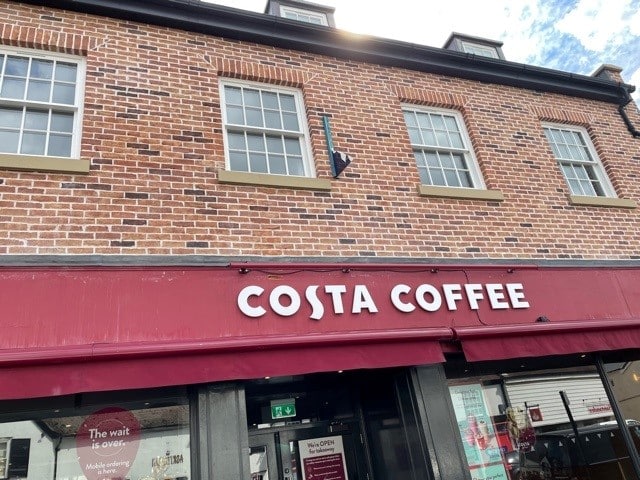 COSTA COFFEE
The wait
is over.
Mobile ordering
is here.
We're OPEN
for takeaway